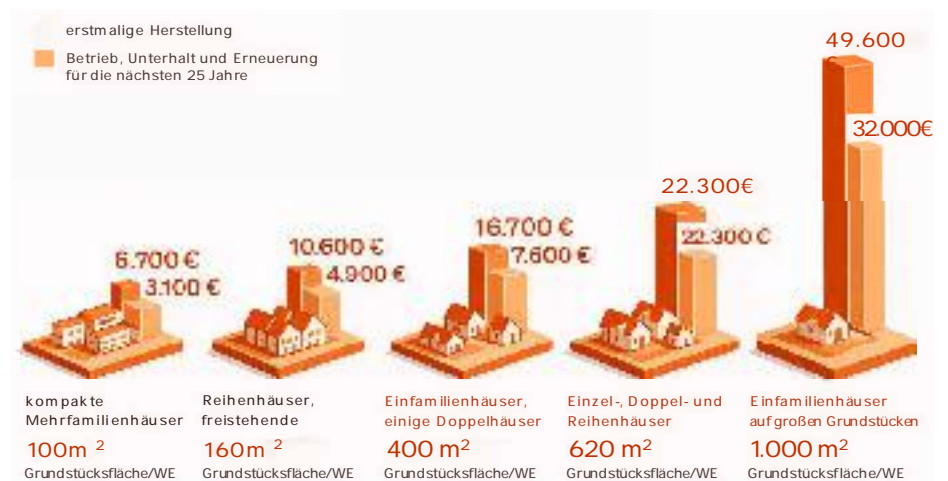 erstmalige Herstellung
Betrieb, Unterhalt und Erneuerung
für die nächsten 25 Jahre
49.600
32.000€
22.300€
22.300 €
16.700 €
7.600 €
10.600 €
4.900 €
6.700 €
3.100 €
kompakte
Mehrfamilienhäuser
100m ²
Grundstücksfläche/WE
Reihenhäuser,
freistehende
160m ²
Grundstücksfläche/WE
Einfamilienhäuser,
einige Doppelhäuser
400 m²
Grundstücksfläche/WE
Einzel-, Doppel- und
Reihenhäuser
620 m²
Grundstücksfläche/WE
Einfamilienhäuser
auf großen Grundstücken
1.000 m²
Grundstücksfläche/WE